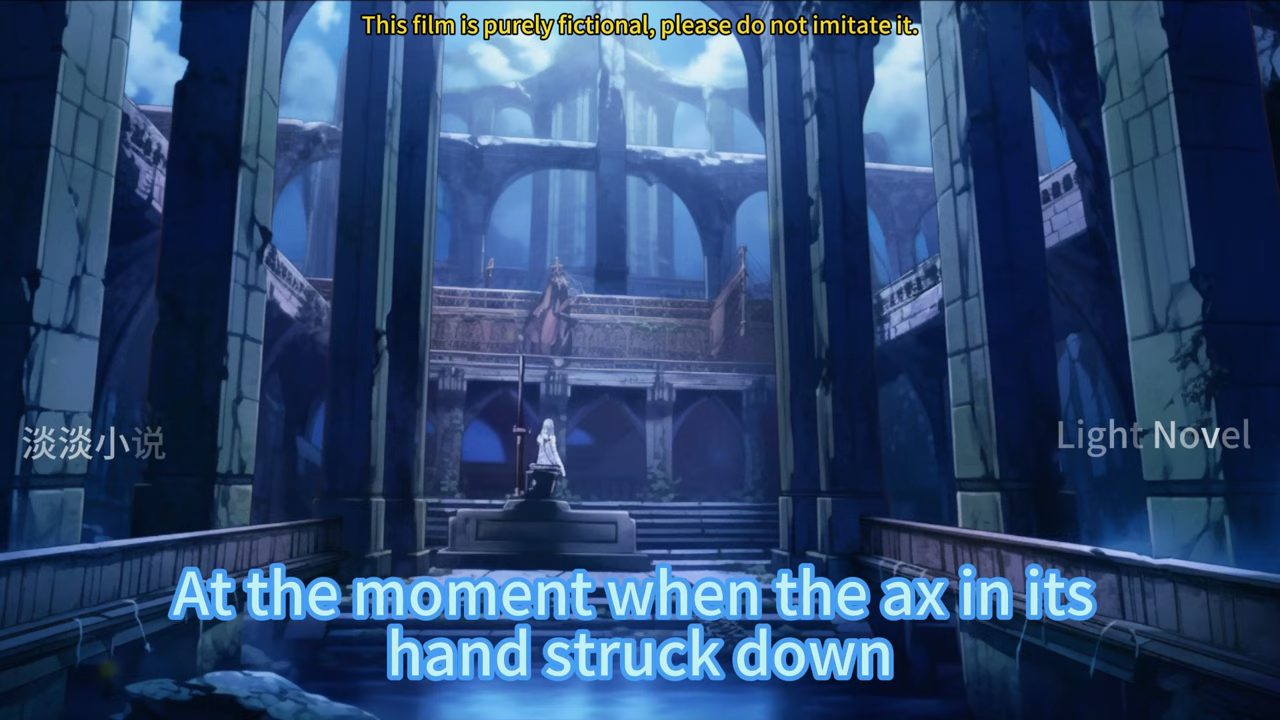 This film is purely fictional, please do not imitate it.
淡淡小说
Light Novel
At the moment when the ax in its
hand struck down